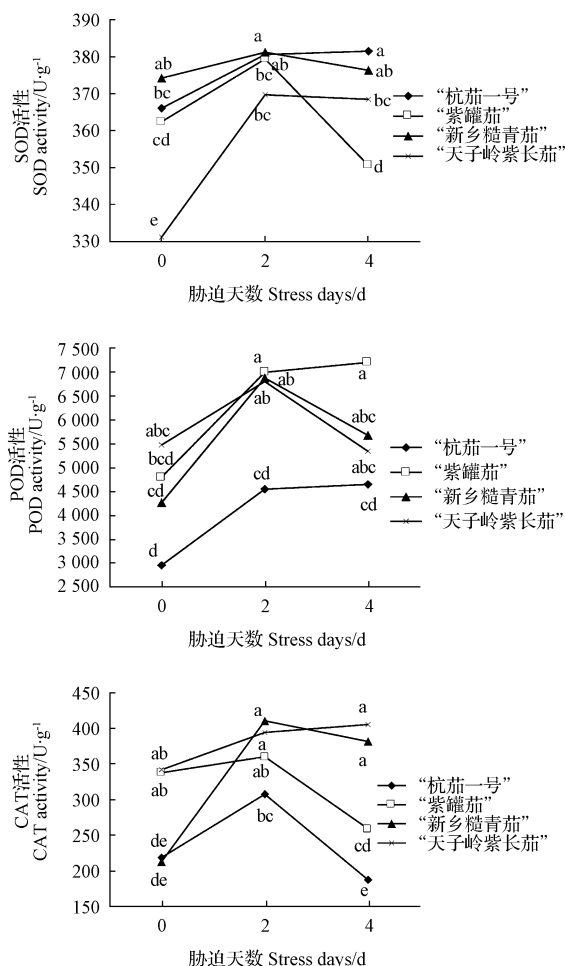 SOD活性
SOD activity/U·g-1
390
380
370
360
350
340
330
ab
bc
cd
e
a
ab
bc
bc
a
ab
bc
d
0 2 4
胁迫天数 Stress days/d
“杭茄一号”
“紫罐茄”
“新乡糙青茄”
“天子岭紫长茄”
POD活性
POD activity/U·g-1
7 500
7 000
6 500
6 000
5 500
5 000
4 500
4 000
3 500
3 000
2 500
abc
bcd
cd
d
a
ab
ab
cd
a
abc
abc
cd
0 2 4
胁迫天数 Stress days/d
“杭茄一号”
“紫罐茄”
“新乡糙青茄”
“天子岭紫长茄”
CAT活性
CAT activity/U·g-1
450
400
350
300
250
200
150
ab
ab
de
de
a
a
ab
bc
a
a
cd
e
0 2 4
胁迫天数 Stress days/d
“杭茄一号”
“紫罐茄”
“新乡糙青茄”
“天子岭紫长茄”